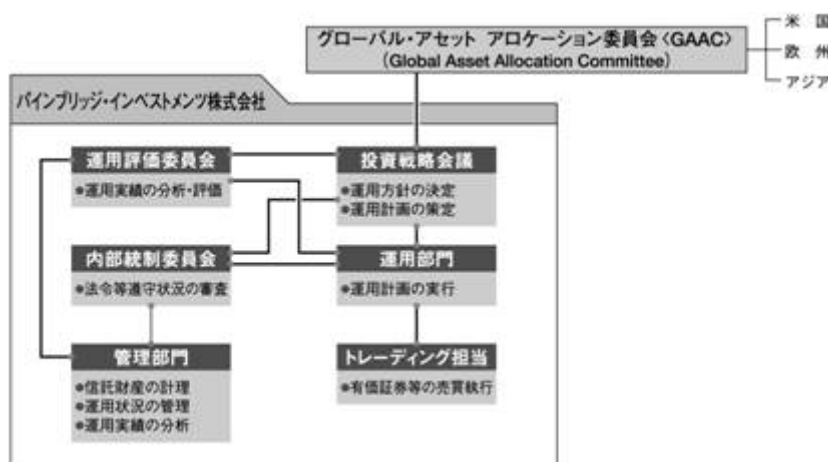 グローバル・アセット アロケーション委員会〈GAAC〉
(Global Asset Allocation Committee)
米 国
欧 州
アジア
パインブリッジ・インベストメンツ株式会社
運用評価委員会
●運用実績の分析・評価
投資戦略会議
●運用方針の決定
●運用計画の策定
内部統制委員会
●法令等遵守状況の審査
運用部門
●運用計画の実行
管理部門
●信託財産の計理
●運用状況の管理
●運用実績の分析
トレーディング担当
●有価証券等の売買執行